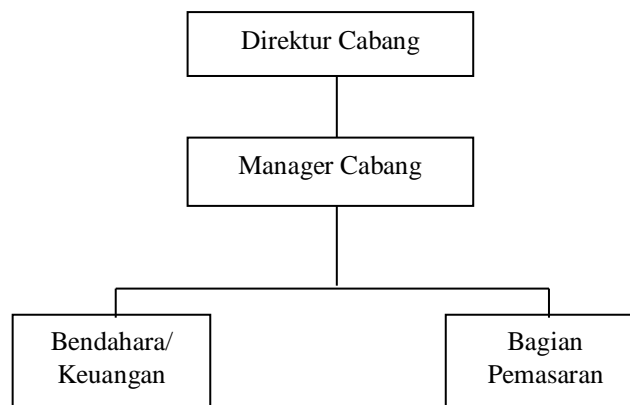 Direktur Cabang
Manager Cabang
Bendahara/
Keuangan
Bagian
Pemasaran